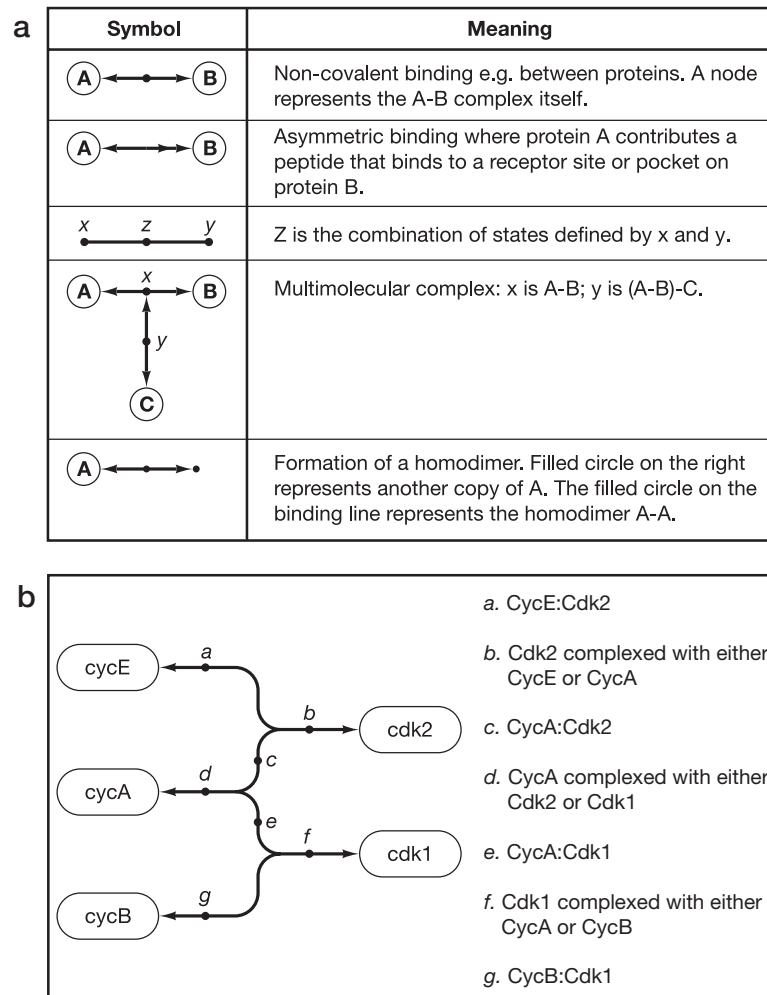 a
Symbol Meaning
A B
Non-covalent binding e.g. between proteins. A node
represents the A-B complex itself.
A B
Asymmetric binding where protein A contributes a
peptide that binds to a receptor site or pocket on
protein B.
x z y
Z is the combination of states defined by x and y.
x
A B
Multimolecular complex: x is A-B; y is (A-B)-C.
y
C
A
Formation of a homodimer. Filled circle on the right
represents another copy of A. The filled circle on the
binding line represents the homodimer A-A.
b
cycE
a
b
cdk2
c
cycA
d
e
f
cdk1
cycB
g
a. CycE:Cdk2
b. Cdk2 complexed with either
CycE or CycA
c. CycA:Cdk2
d. CycA complexed with either
Cdk2 or Cdk1
e. CycA:Cdk1
f. Cdk1 complexed with either
CycA or CycB
g. CycB:Cdk1